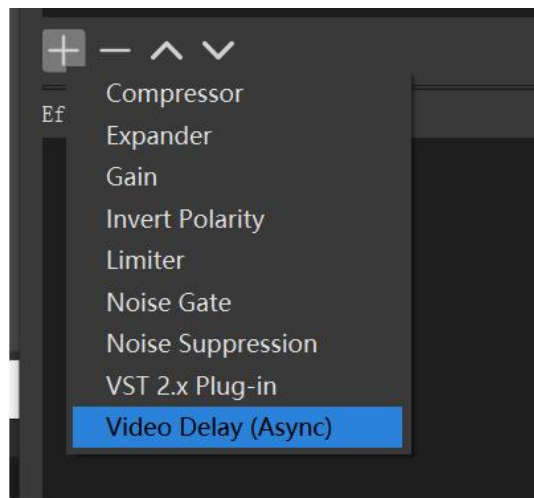 Compressor
Ef
Expander
Gain
Invert Polarity
Limiter
Noise Gate
Noise Suppression
VST 2.x Plug-in
Video Delay (Async)